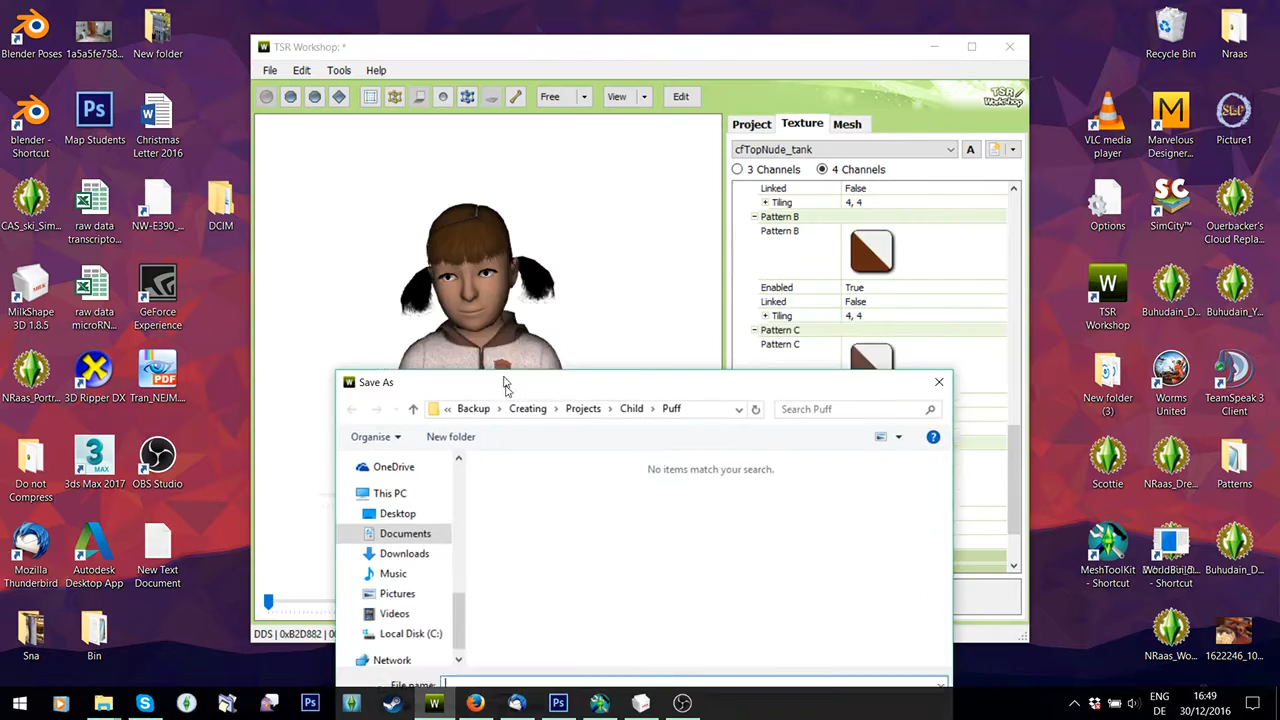 Blender Poses
1a5a5fe758...
New folder
blender - Shortcut
Map Students
Christmas Letter 2016
CAS_ski_Sim...
raw data transcripto...
NW-E390_...
DCIM
MilkShape 3D 1.8.5
raw data microRN...
GeForce Experience
NRaas_Portr...
3D Ripper DX
Tran_NEJM...
Do not Compress
3ds Max 2017
OBS Studio
Mozilla Thunderbird
Autodesk Desktop App
New Text Document
Sna
Bin
TSR Workshop: *
File Edit Tools Help
Free View Edit
TSR Workshop
Project Texture Mesh
cfTopNude_tank A
3 Channels 4 Channels
Linked False
Tiling 4, 4
Pattern B
Pattern B
Enabled True
Linked False
Tiling 4, 4
Pattern C
Pattern C
Save As
« Backup › Creating › Projects › Child › Puff
Search Puff
Organise New folder
No items match your search.
OneDrive
This PC
Desktop
Documents
Downloads
Music
Pictures
Videos
Local Disk (C:)
Network
File name:
DDS | 0xB2D882 | 0
Recycle Bin
Nraas
VLC media player
Marvelous Designer...
Picture1
Options
SimCity™
Ouerbacker's Cloud Repla...
TSR Workshop
Buhudain_D...
Buhudain_Y...
New folder (3)
Worms United
TeamSpeak 3 Client
Scottie
NRaas_Dre...
Patterns
MeshToolKit - Shortcut
WorldBuild... - Shortcut
Buhudain_D...
NRaas_Wo...
1622246_10...
ENG
DE
16:49
30/12/2016